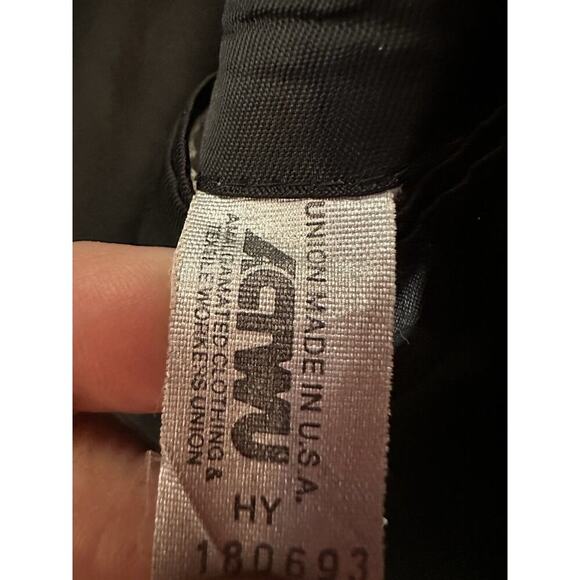 UNION MADE IN U.S.A.
ACTWU
AMALGAMATED CLOTHING &
TEXTILE WORKERS UNION
HY
180693